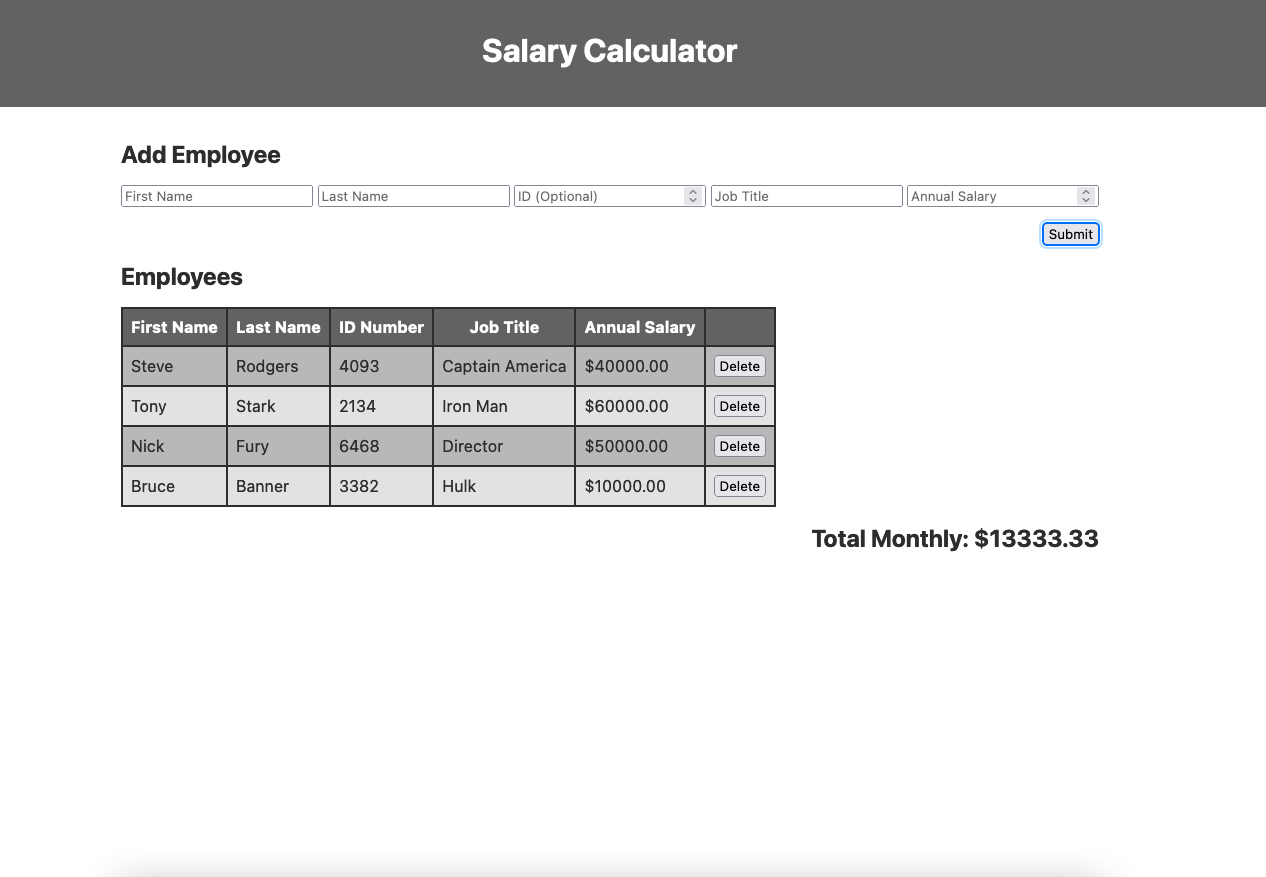 Salary Calculator
Add Employee
First Name Last Name ID (Optional) Job Title Annual Salary
Submit
Employees
First Name Last Name ID Number Job Title Annual Salary
Steve Rodgers 4093 Captain America $40000.00 Delete
Tony Stark 2134 Iron Man $60000.00 Delete
Nick Fury 6468 Director $50000.00 Delete
Bruce Banner 3382 Hulk $10000.00 Delete
Total Monthly: $13333.33